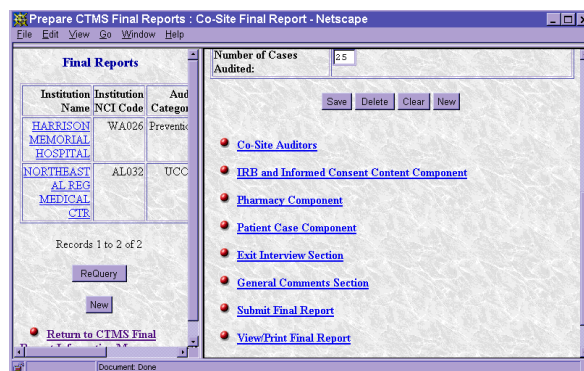 Prepare CTMS Final Reports : Co-Site Final Report - Netscape
File Edit View Go Window Help
Final Reports
Institution Institution Aud
Name NCI Code Categor
HARRISON WA026 Preventio
MEMORIAL
HOSPITAL
NORTHEAST AL032 UCC
AL REG
MEDICAL
CTR
Records 1 to 2 of 2
ReQuery
New
Return to CTMS Final
Number of Cases 25
Audited:
Save Delete Clear New
Co-Site Auditors
IRB and Informed Consent Content Component
Pharmacy Component
Patient Case Component
Exit Interview Section
General Comments Section
Submit Final Report
View/Print Final Report
Document: Done